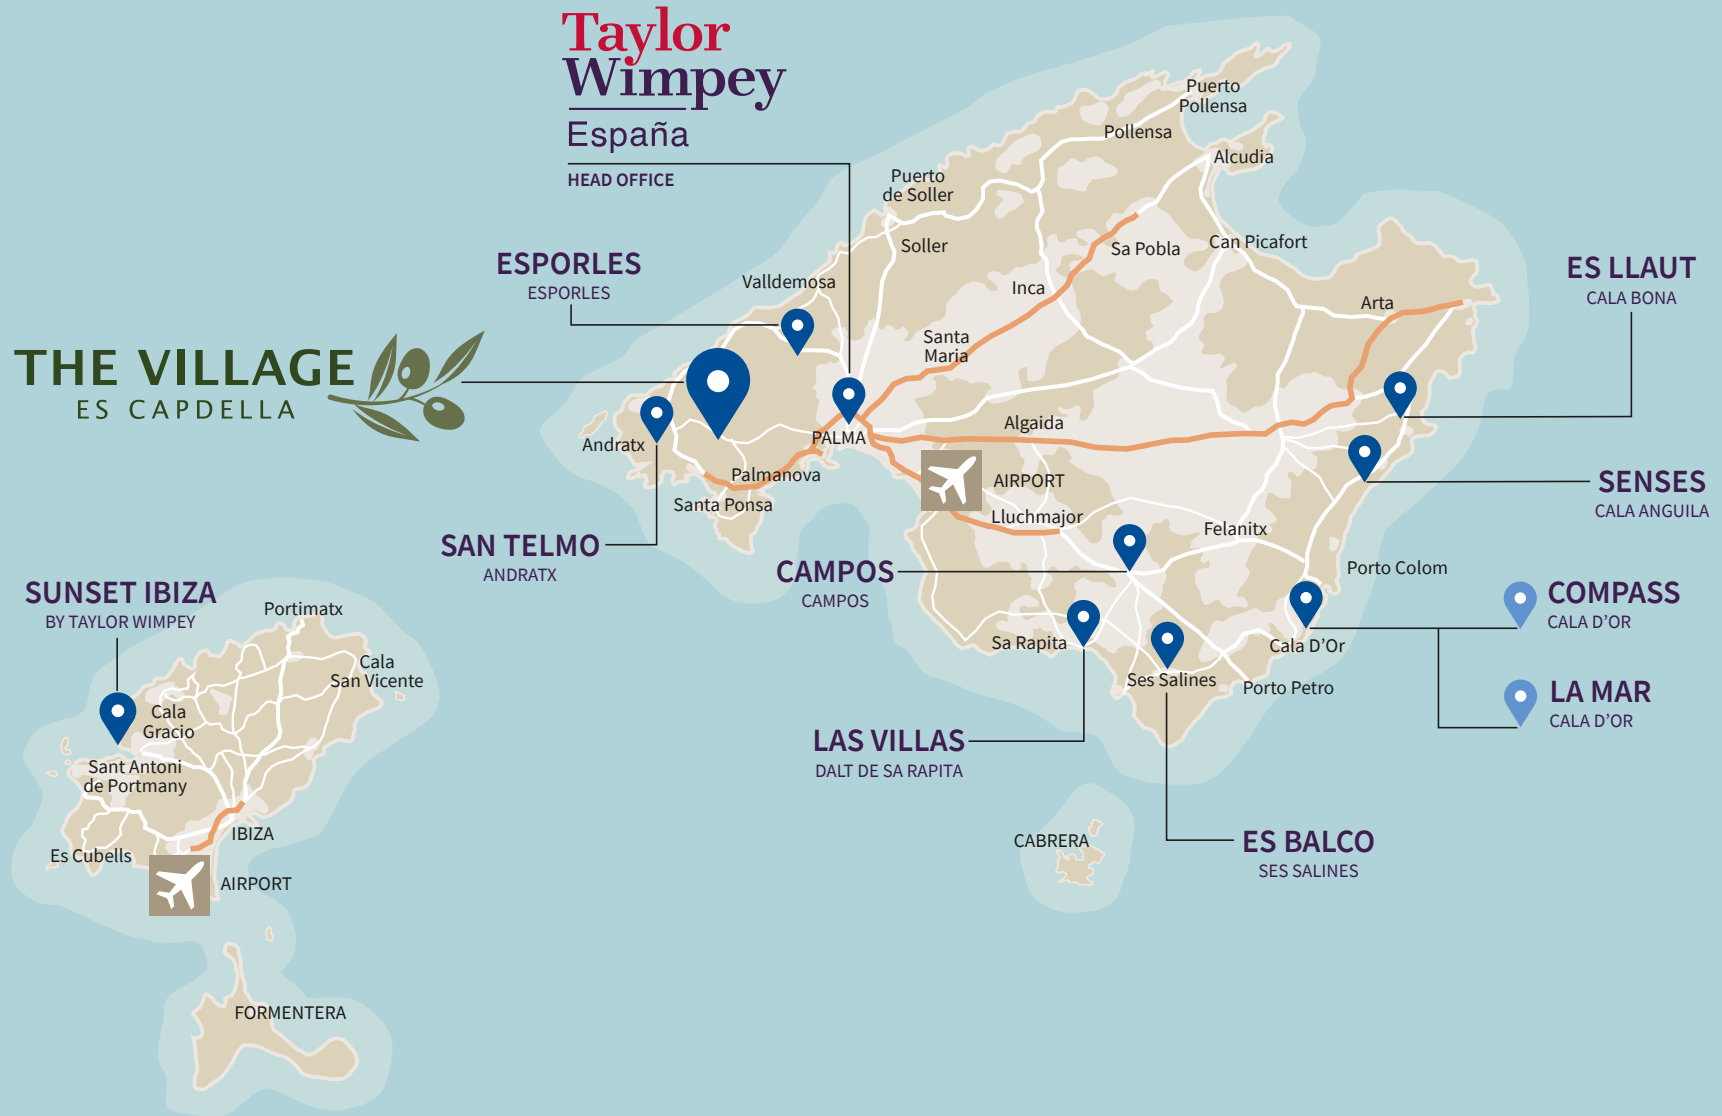 Taylor
Wimpey
España
HEAD OFFICE
Puerto
Pollensa
Pollensa
Alcudia
Puerto
de Soller
Soller
Sa Pobla
Can Picafort
ESPORLES
ESPORLES
Valldemosa
Inca
Arta
ES LLAUT
CALA BONA
Santa
Maria
THE VILLAGE
ES CAPDELLA
Andratx
PALMA
Algaida
Palmanova
AIRPORT
SENSES
CALA ANGUILA
Santa Ponsa
Lluchmajor
Felanitx
SAN TELMO
ANDRATX
CAMPOS
CAMPOS
Porto Colom
COMPASS
CALA D'OR
SUNSET IBIZA
BY TAYLOR WIMPEY
Portimatx
Sa Rapita
Cala D'Or
Cala
San Vicente
Ses Salines
Porto Petro
LA MAR
CALA D'OR
Cala
Gracio
LAS VILLAS
DALT DE SA RAPITA
Sant Antoni
de Portmany
IBIZA
CABRERA
ES BALCO
SES SALINES
Es Cubells
AIRPORT
FORMENTERA